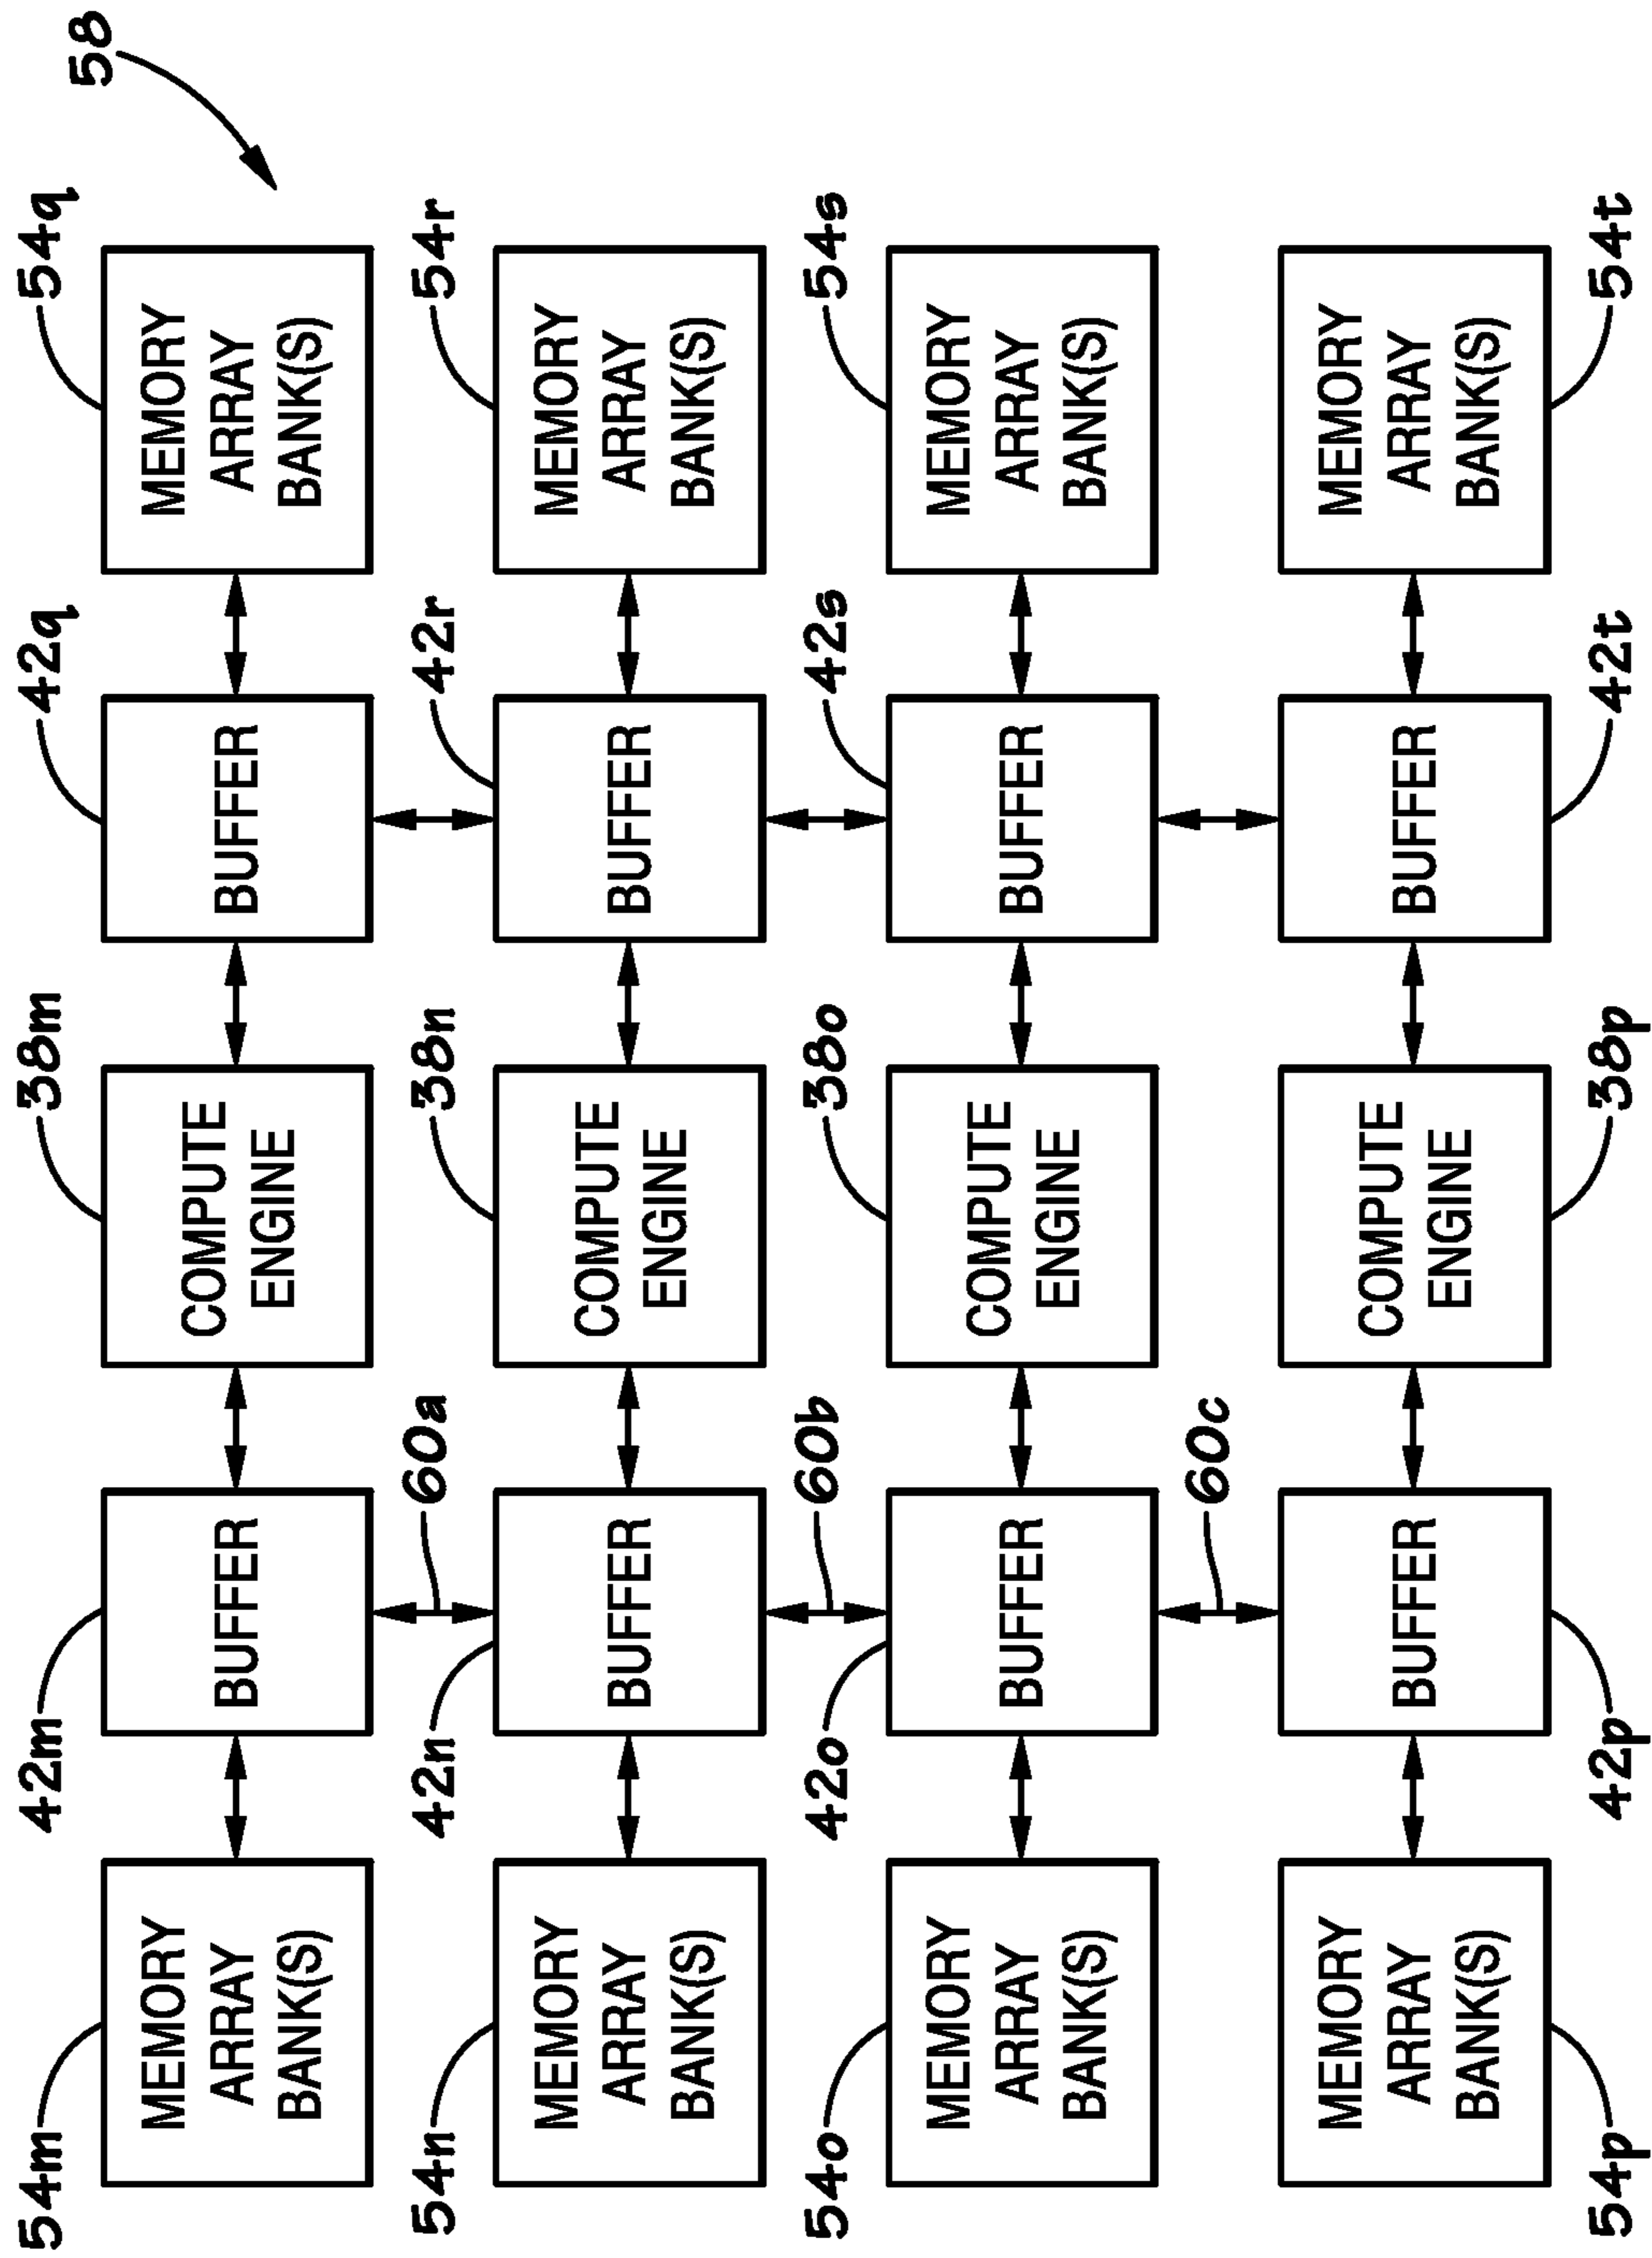 58
54m
42m
38m
42q
54q
MEMORY
ARRAY
BANK(S)
BUFFER
COMPUTE
ENGINE
BUFFER
MEMORY
ARRAY
BANK(S)
60a
54n
42n
38n
42r
54r
MEMORY
ARRAY
BANK(S)
BUFFER
COMPUTE
ENGINE
BUFFER
MEMORY
ARRAY
BANK(S)
60b
54o
42o
38o
42s
54s
MEMORY
ARRAY
BANK(S)
BUFFER
COMPUTE
ENGINE
BUFFER
MEMORY
ARRAY
BANK(S)
60c
MEMORY
ARRAY
BANK(S)
BUFFER
COMPUTE
ENGINE
BUFFER
MEMORY
ARRAY
BANK(S)
54p
42p
38p
42t
54t